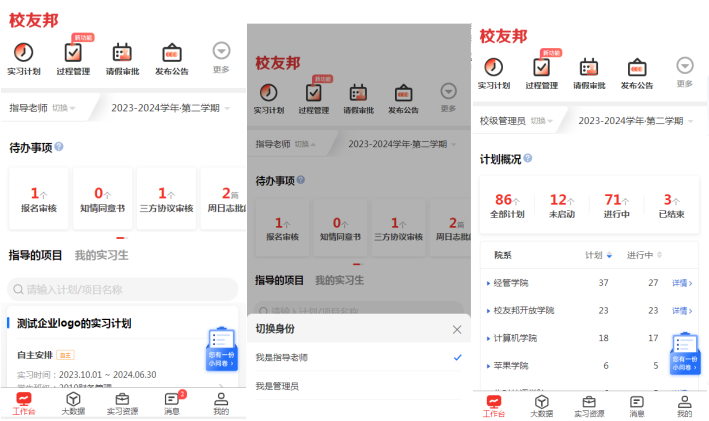 校友邦
新功能
实习计划
过程管理
请假审批
发布公告
更多
指导老师 切换
2023-2024学年·第二学期
待办事项
1个
报名审核
0个
知情同意书
1个
三方协议审核
2篇
周日志批
指导的项目
我的实习生
请输入计划/项目名称
测试企业logo的实习计划
自主安排
自主
您有一份
小问卷
实习时间：2023.10.01 ~ 2024.06.30
工作台
大数据
实习资源
2
消息
我的
校友邦
新功能
实习计划
过程管理
请假审批
发布公告
更多
指导老师 切换
2023-2024学年·第二学期
待办事项
1个
报名审核
0个
知情同意书
1个
三方协议审核
2篇
周日志批
指导的项目
我的实习生
请输入计划/项目名称
切换身份
我是指导老师
我是管理员
校友邦
新功能
实习计划
过程管理
请假审批
发布公告
更多
校级管理员 切换
2023-2024学年·第二学期
计划概况
86个
全部计划
12个
未启动
71个
进行中
3个
已结束
院系 计划 进行中
经管学院 37 27 详情
校友邦开放学院 23 23 详情
计算机学院 18 17
苹果学院 6 5
您有一份
小问卷
工作台
大数据
实习资源
消息
我的